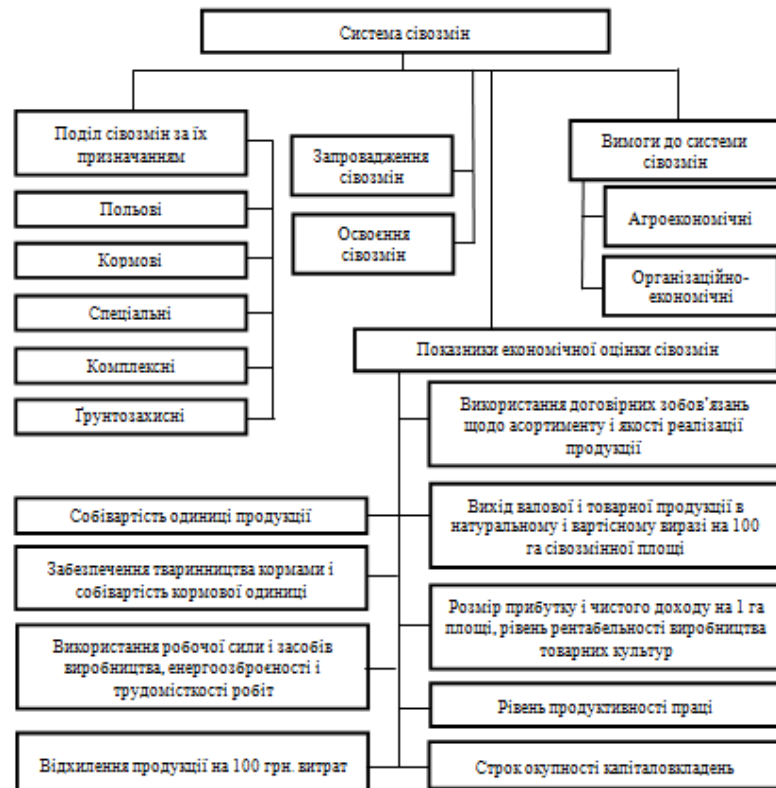 Система сівозмін
Поділ сівозмін за їх
призначанням
Польові
Кормові
Спеціальні
Комплексні
Ґрунтозахисні
Запровадження
сівозмін
Освоєння
сівозмін
Вимоги до системи
сівозмін
Агроекономічні
Організаційно-
економічні
Показники економічної оцінки сівозмін
Використання договірних зобов’язань
щодо асортименту і якості реалізації
продукції
Собівартість одиниці продукції
Вихід валової і товарної продукції в
натуральному і вартісному виразі на 100
га сівозмінної площі
Забезпечення тваринництва кормами і
собівартість кормової одиниці
Розмір прибутку і чистого доходу на 1 га
площі, рівень рентабельності виробництва
товарних культур
Використання робочої сили і засобів
виробництва, енергоозброєності і
трудомісткості робіт
Рівень продуктивності праці
Відхилення продукції на 100 грн. витрат
Строк окупності капіталовкладень